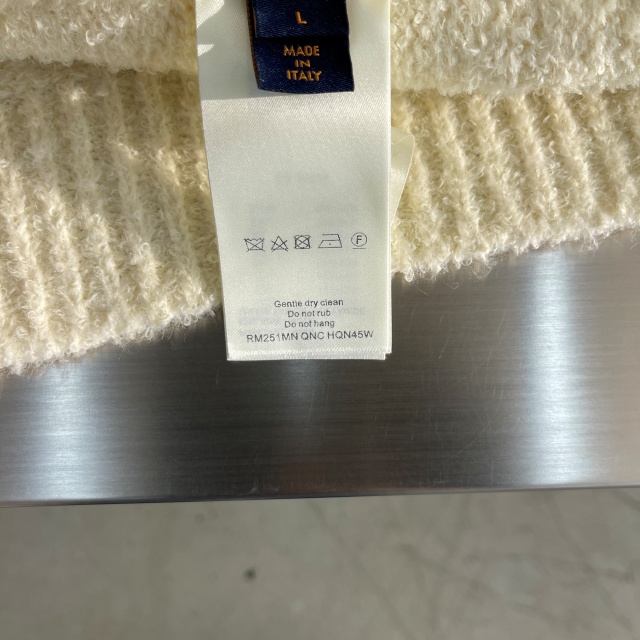 L
MADE
IN
ITALY
Gentle dry clean
Do not rub
Do not hang
RM251MN QNC HQN45W